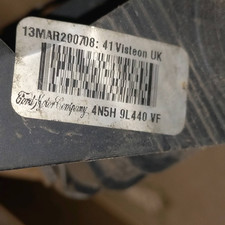 13MAR200708:41 Visteon UK
Ford Motor Company, 4N5H 9L440 VF